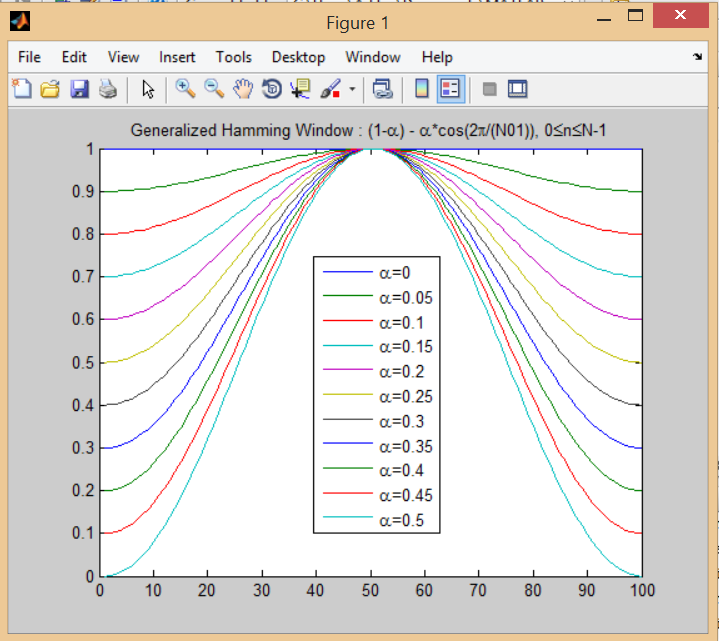 Figure 1
File Edit View Insert Tools Desktop Window Help
Generalized Hamming Window : (1-α) - α*cos(2π/(N01)), 0≤n≤N-1
1
0.9
0.8
0.7
0.6
0.5
0.4
0.3
0.2
0.1
0
α=0
α=0.05
α=0.1
α=0.15
α=0.2
α=0.25
α=0.3
α=0.35
α=0.4
α=0.45
α=0.5
0 10 20 30 40 50 60 70 80 90 100